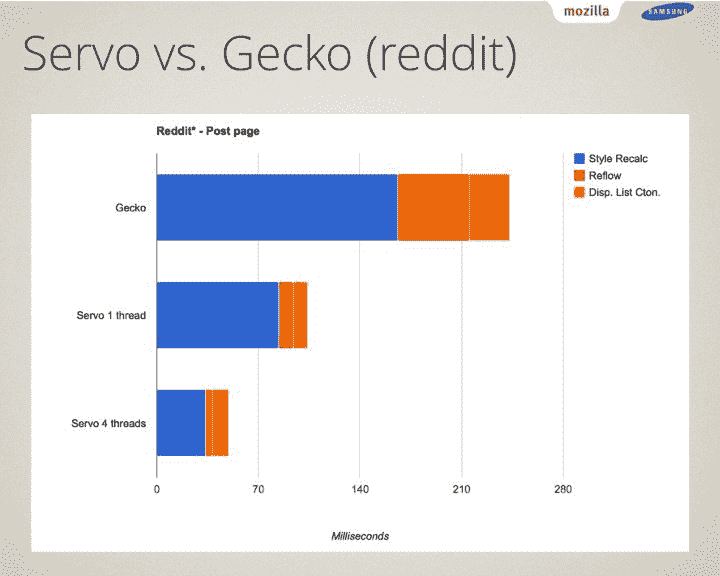 mozilla
SAMSUNG
Servo vs. Gecko (reddit)
Reddit* - Post page
Style Recalc
Reflow
Disp. List Cton.
Gecko
Servo 1 thread
Servo 4 threads
0 70 140 210 280
Milliseconds